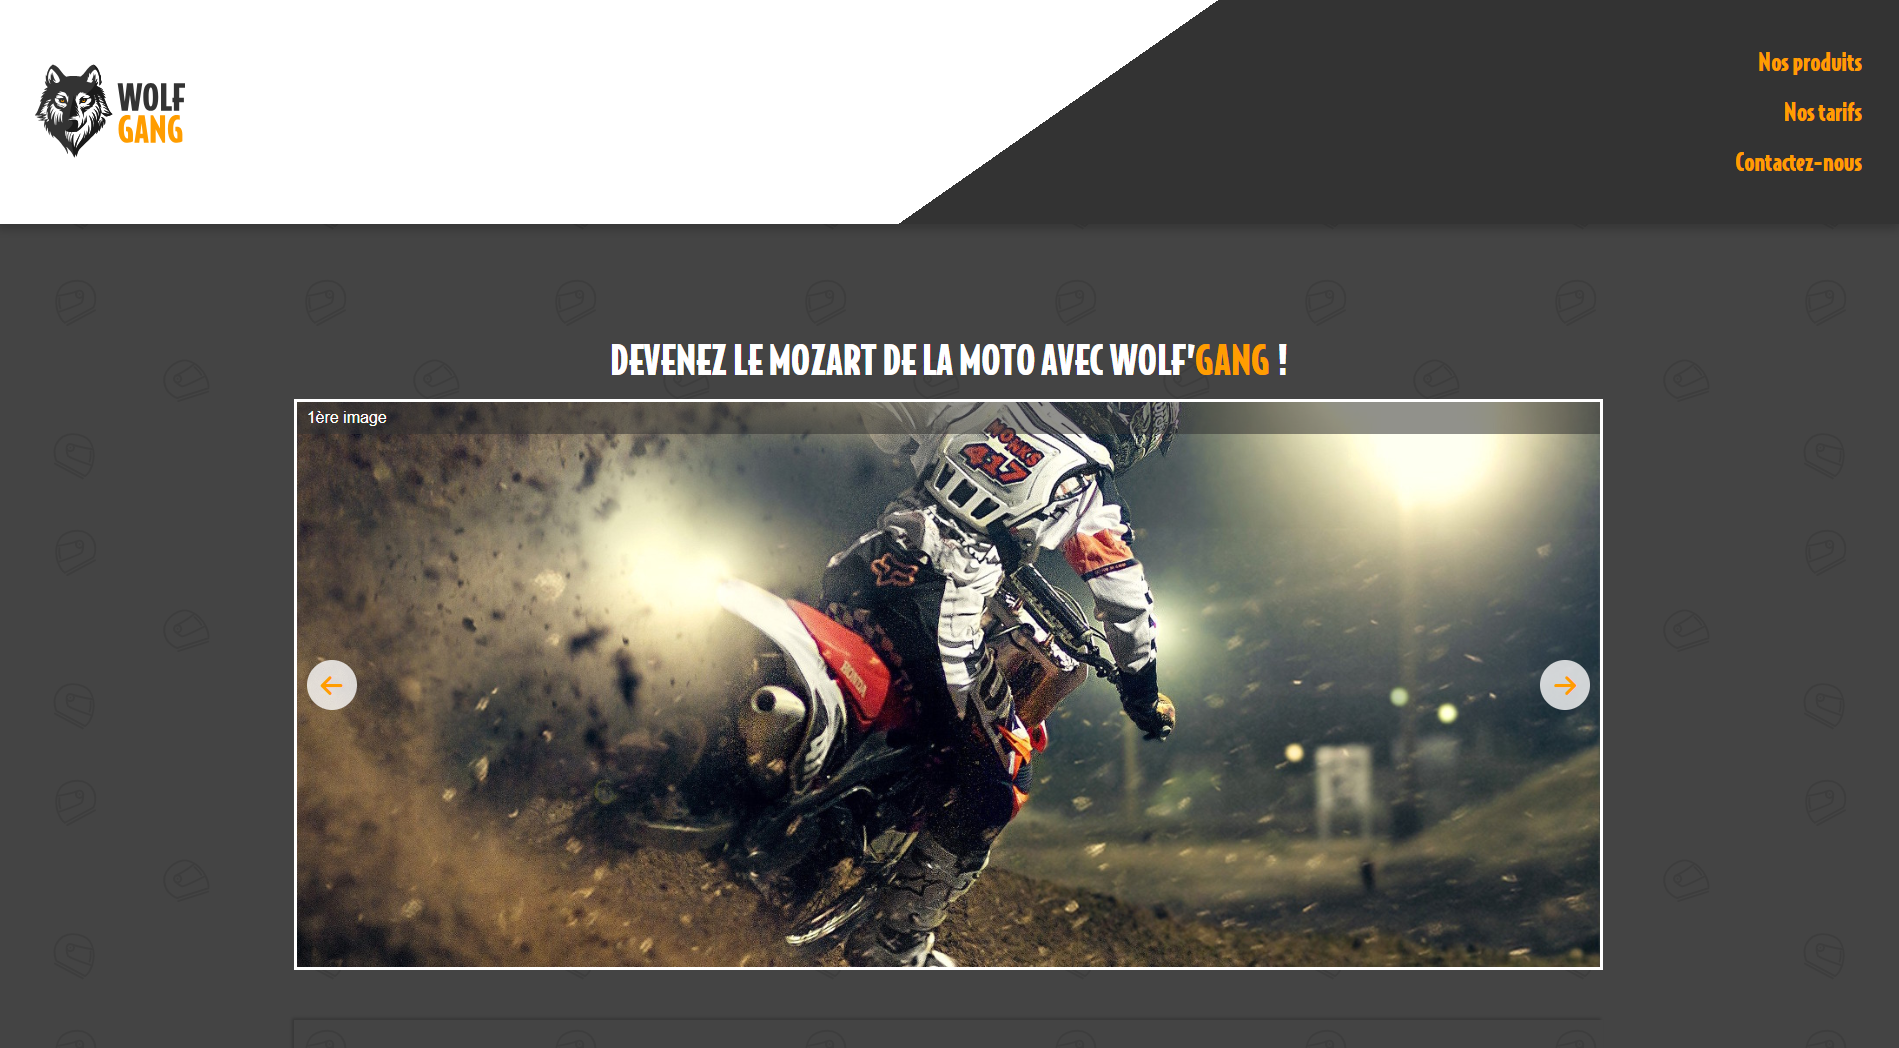 WOLF
GANG
Nos produits
Nos tarifs
Contactez-nous
DEVENEZ LE MOZART DE LA MOTO AVEC WOLF'GANG !
1ère image
MONKS
417
HONDA